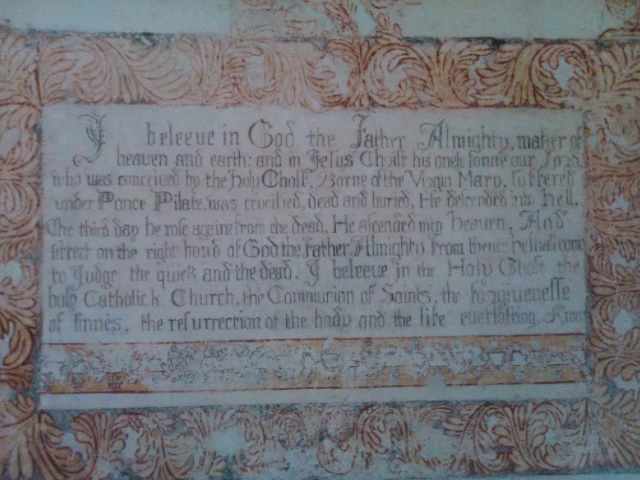 I beleeue in God the Father Almighty, maker of
heaven and earth: and in Jesus Christ his onely sonne our Lord,
who was conceived by the holy Ghost, Borne of the Virgin Mary, suffered
under Ponce Pilate, was crucified, dead and buried, He descended into hell.
The third day he rose againe from the dead, He ascended into heaven, And
sitteth on the right hand of God the father Almighty from thence he shall come
to Judge the quick and the dead. I beleeue in the Holy Ghost the
holy Catholick Church, the Communion of Saints, the forgiuenesse
of sinnes, the resurrection of the body and the life everlasting. Amen